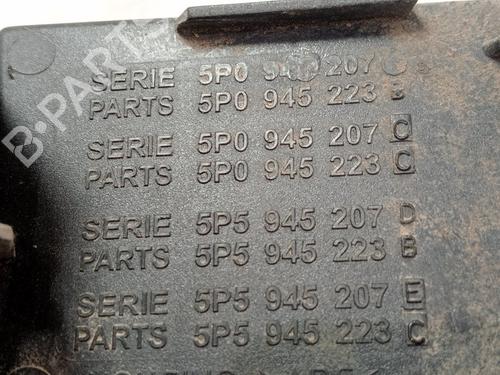 SERIE 5P0 945 207
PARTS 5P0 945 223 B
SERIE 5P0 945 207 C
PARTS 5P0 945 223 C
SERIE 5P5 945 207 D
PARTS 5P5 945 223 B
SERIE 5P5 945 207 E
PARTS 5P5 945 223 C
B-PARTS